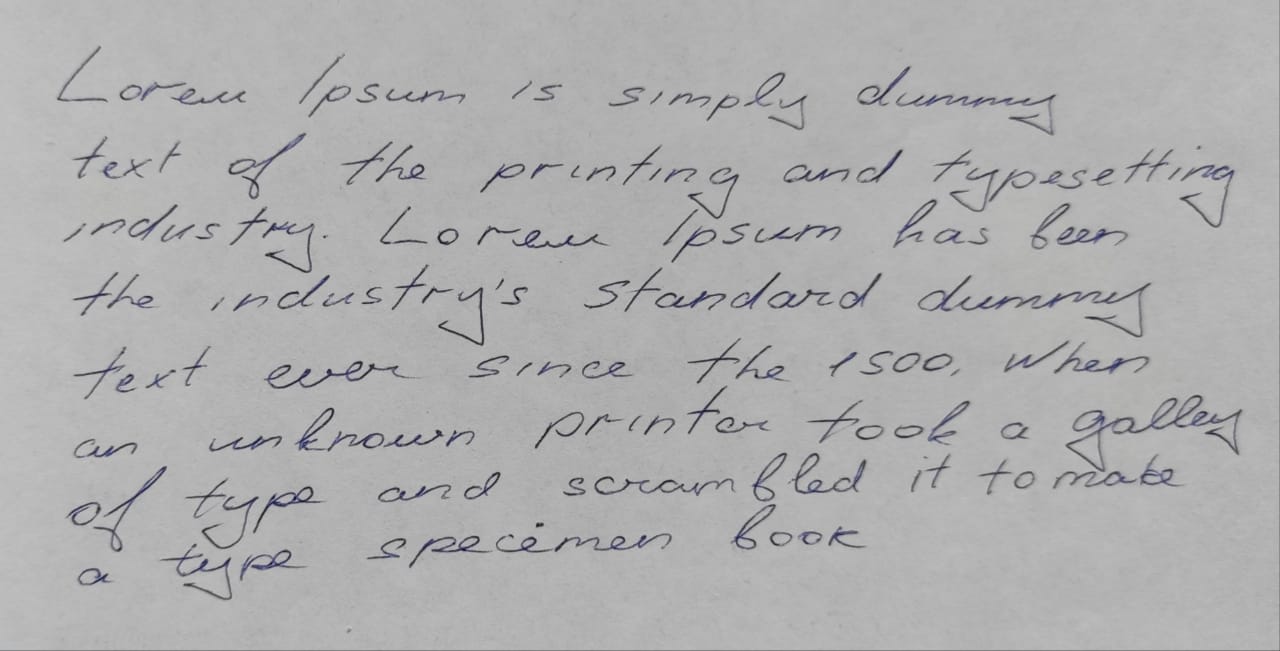 Lorem Ipsum is simply dummy
text of the printing and typesetting
industry. Lorem Ipsum has been
the industry's standard dummy
text ever since the 1500, when
an unknown printer took a galley
of type and scrambled it to make
a type specimen book